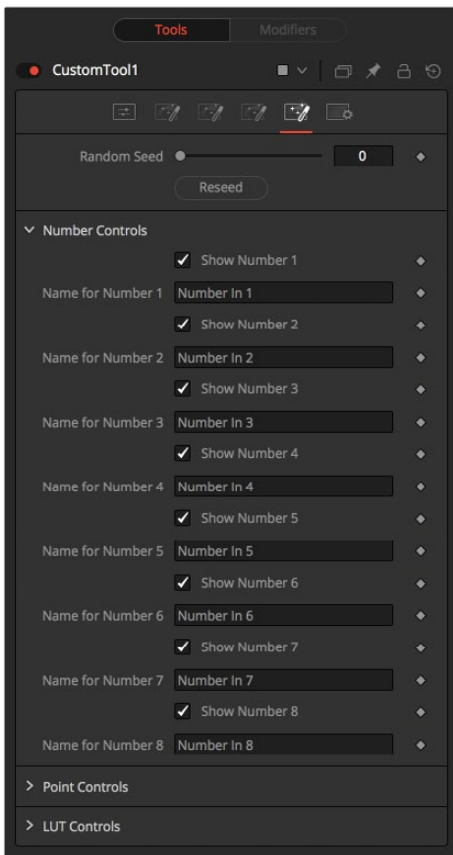 Tools Modifiers
CustomTool1
Random Seed 0
Reseed
Number Controls
Show Number 1
Name for Number 1 Number In 1
Show Number 2
Name for Number 2 Number In 2
Show Number 3
Name for Number 3 Number In 3
Show Number 4
Name for Number 4 Number In 4
Show Number 5
Name for Number 5 Number In 5
Show Number 6
Name for Number 6 Number In 6
Show Number 7
Name for Number 7 Number In 7
Show Number 8
Name for Number 8 Number In 8
Point Controls
LUT Controls